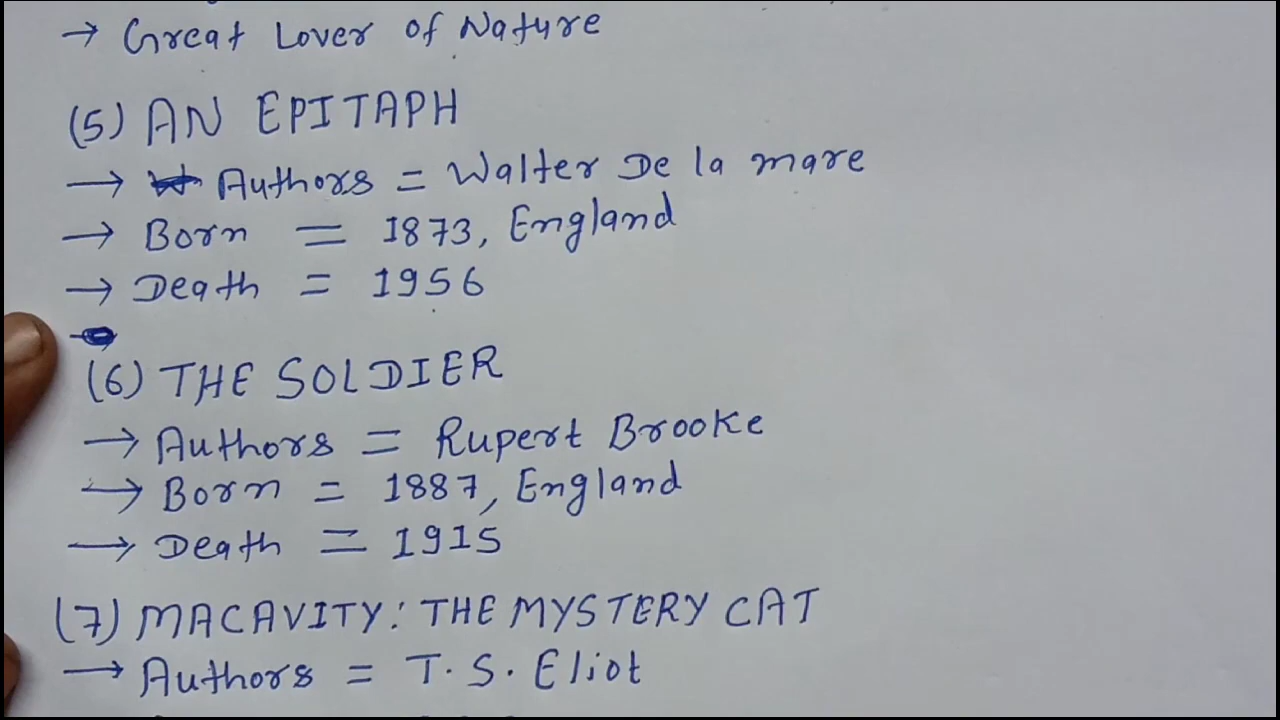 → Great Lover of Nature
(5) AN EPITAPH
→ Authors = Walter De la mare
→ Born = 1873, England
→ Death = 1956
(6) THE SOLDIER
→ Authors = Rupert Brooke
→ Born = 1887, England
→ Death = 1915
(7) MACAVITY: THE MYSTERY CAT
→ Authors = T. S. Eliot